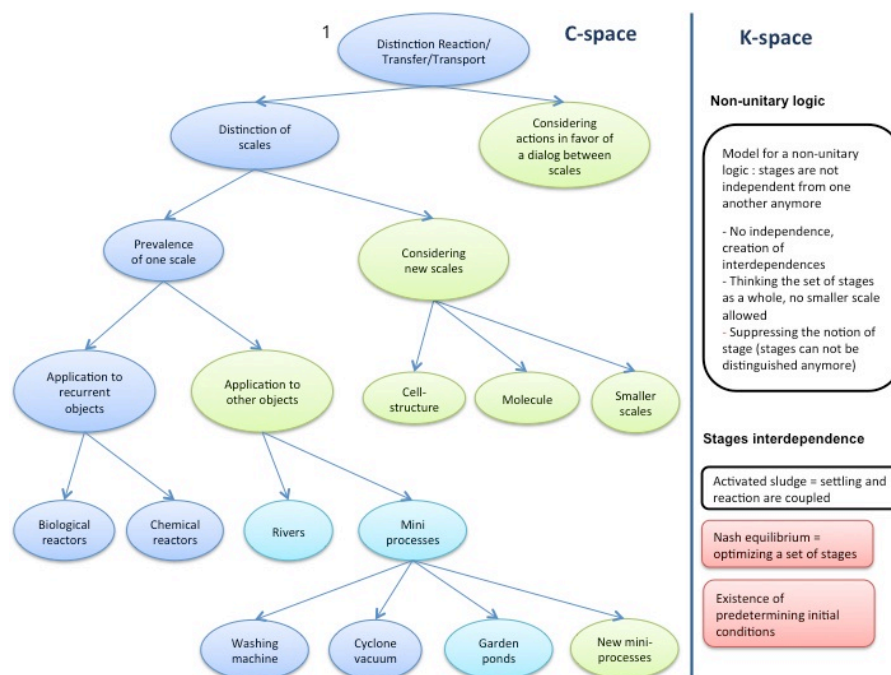 1
Distinction Reaction/
Transfer/Transport
C-space
K-space
Distinction of
scales
Considering
actions in favor of
a dialog between
scales
Prevalence
of one scale
Considering
new scales
Application to
recurrent
objects
Application to
other objects
Cell-
structure
Molecule
Smaller
scales
Biological
reactors
Chemical
reactors
Rivers
Mini
processes
Washing
machine
Cyclone
vacuum
Garden
ponds
New mini-
processes
Non-unitary logic
Model for a non-unitary
logic : stages are not
independent from one
another anymore
- No independence,
creation of
interdependences
- Thinking the set of stages
as a whole, no smaller scale
allowed
- Suppressing the notion of
stage (stages can not be
distinguished anymore)
Stages interdependence
Activated sludge = settling and
reaction are coupled
Nash equilibrium =
optimizing a set of stages
Existence of
predetermining initial
conditions